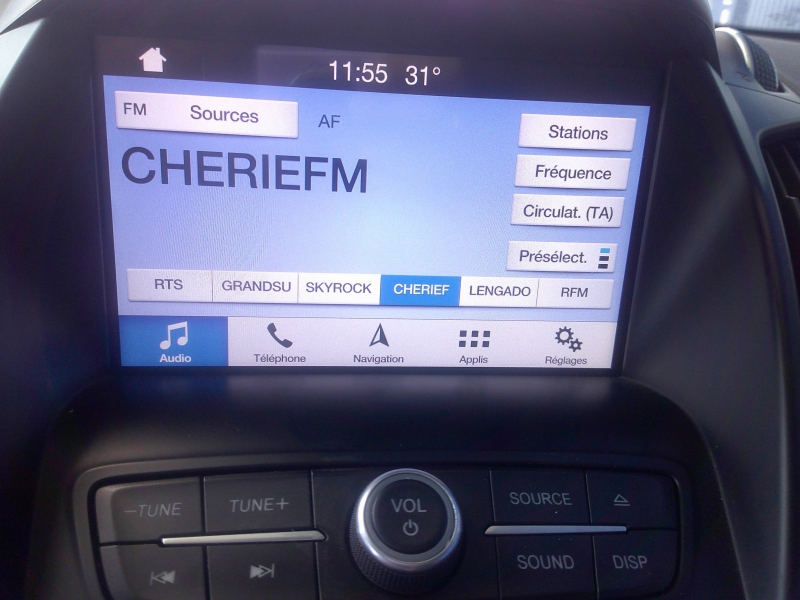 11:55 31°
FM Sources AF
Stations
CHERIEFM
Fréquence
Circulat. (TA)
Présélect.
RTS GRANDSU SKYROCK CHERIEF LENGADO RFM
Audio Téléphone Navigation Applis Réglages
-TUNE TUNE+ VOL SOURCE
SOUND DISP